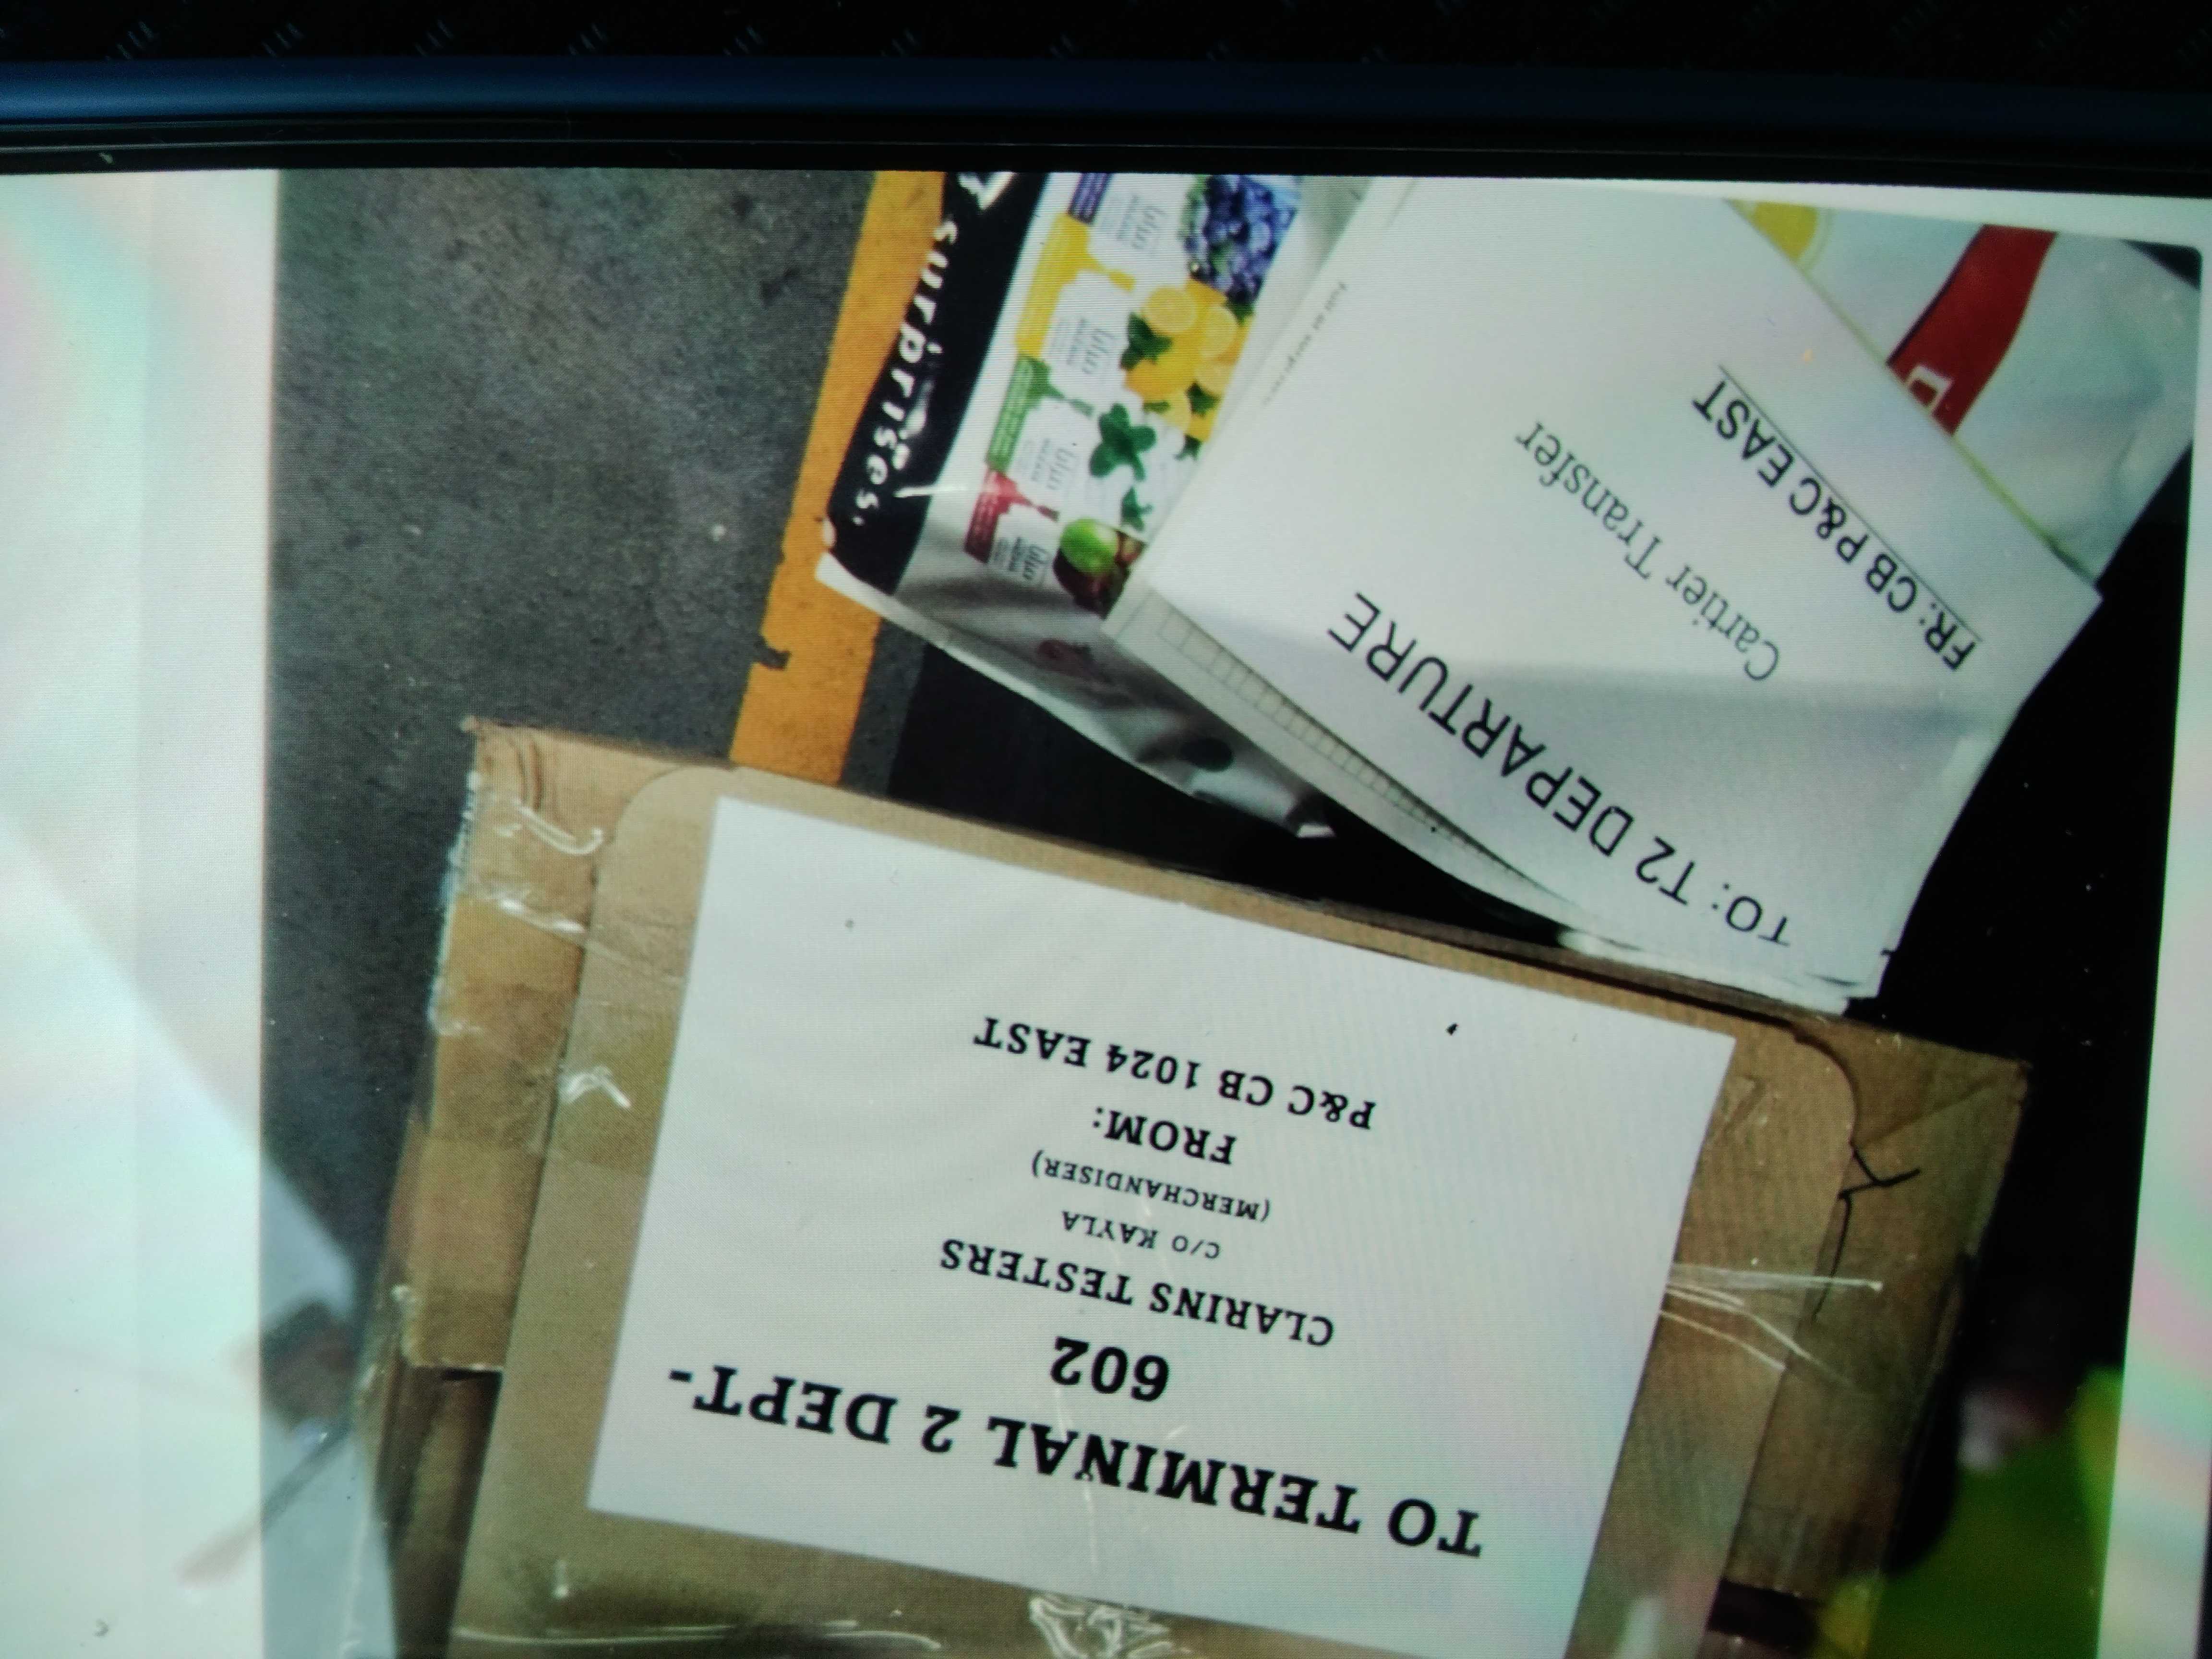 TO TERMINAL 2 DEPT-
602
CLARINS TESTERS
C/O KAYLA
(MERCHANDISER)
FROM:
P&C CB 1024 EAST
TO: T2 DEPARTURE
Cartier Transfer
FR: CB P&C EAST
surprises.